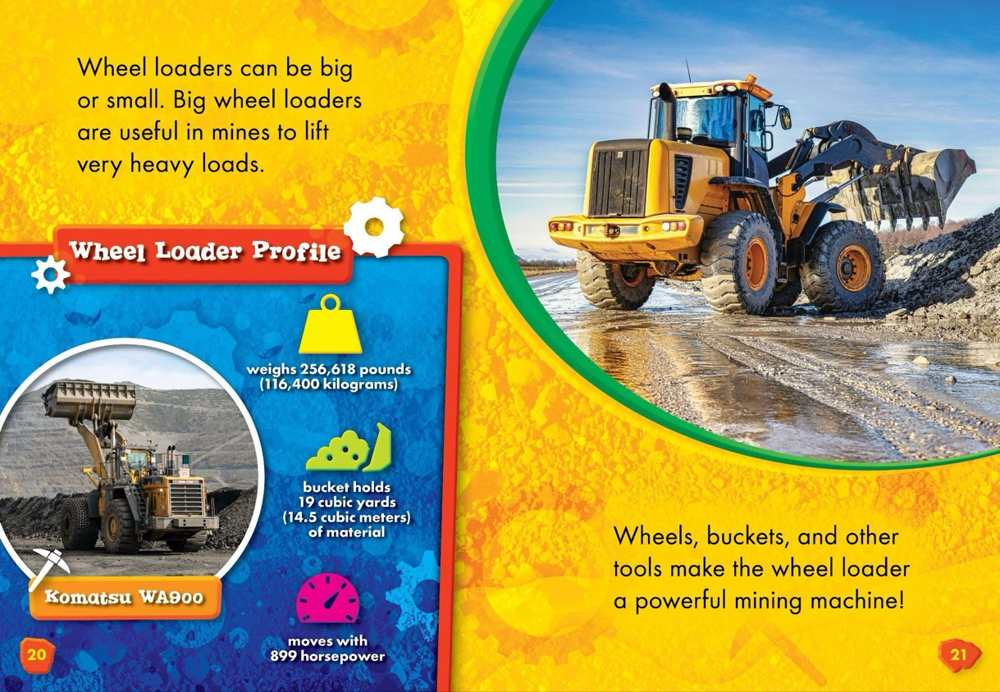 Wheel loaders can be big
or small. Big wheel loaders
are useful in mines to lift
very heavy loads.
Wheel Loader Profile
weighs 256,618 pounds
(116,400 kilograms)
bucket holds
19 cubic yards
(14.5 cubic meters)
of material
moves with
899 horsepower
Komatsu WA900
20
Wheels, buckets, and other
tools make the wheel loader
a powerful mining machine!
21